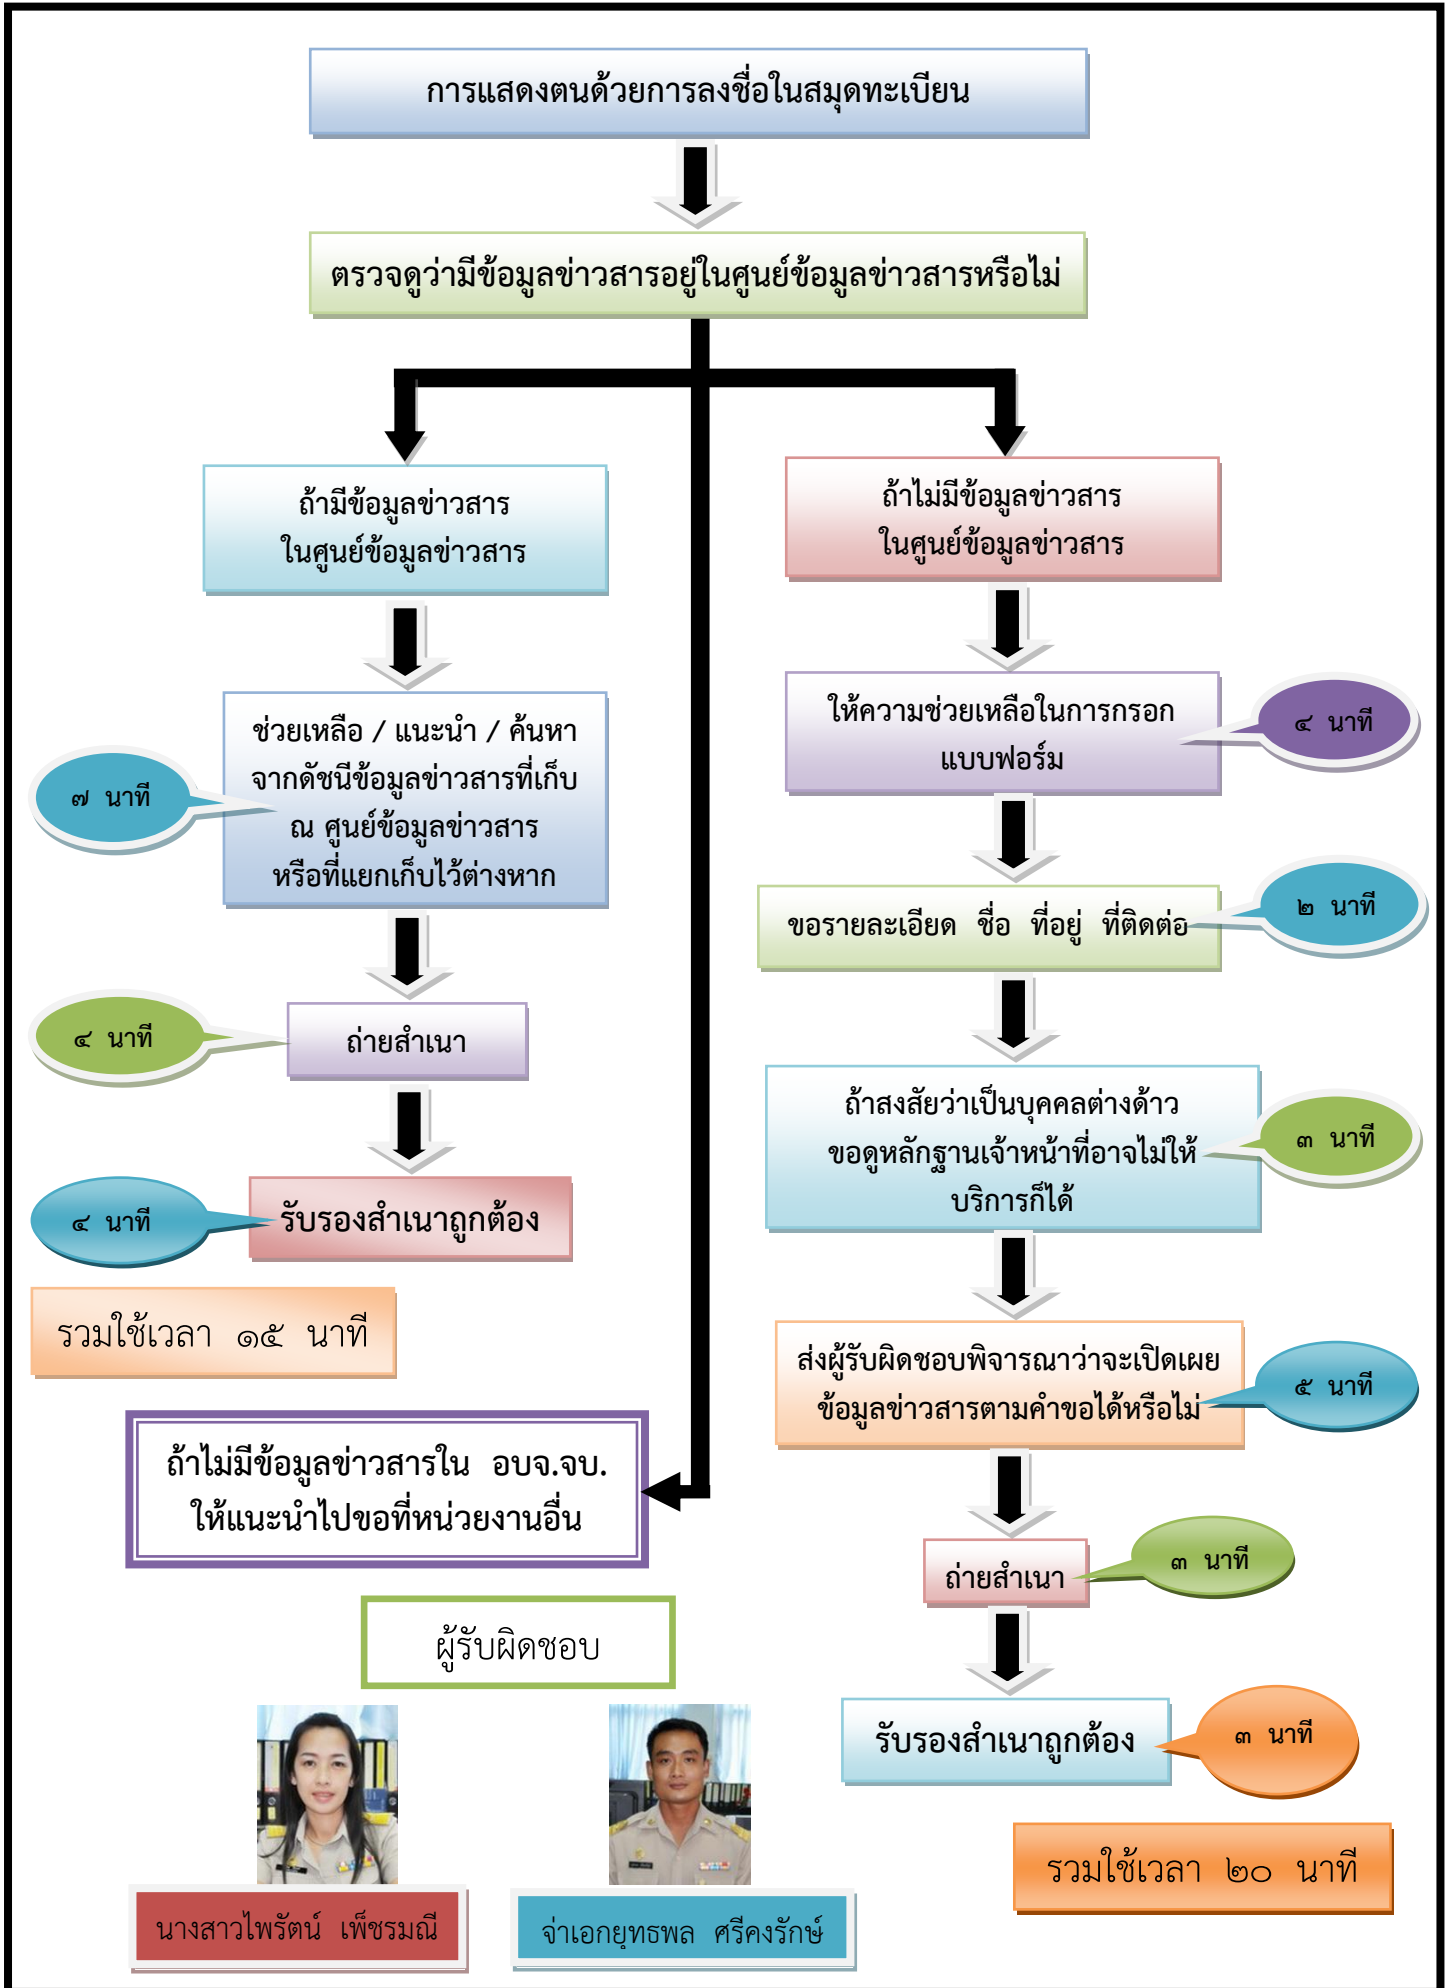 การแสดงตนด้วยการลงชื่อในสมุดทะเบียน
ตรวจดูว่ามีข้อมูลข่าวสารอยู่ในศูนย์ข้อมูลข่าวสารหรือไม่
ถ้ามีข้อมูลข่าวสาร
ในศูนย์ข้อมูลข่าวสาร
ช่วยเหลือ / แนะนำ / ค้นหา
จากดัชนีข้อมูลข่าวสารที่เก็บ
ณ ศูนย์ข้อมูลข่าวสาร
หรือที่แยกเก็บไว้ต่างหาก
๗ นาที
ถ่ายสำเนา
๔ นาที
รับรองสำเนาถูกต้อง
๔ นาที
รวมใช้เวลา ๑๕ นาที
ถ้าไม่มีข้อมูลข่าวสาร
ในศูนย์ข้อมูลข่าวสาร
ให้ความช่วยเหลือในการกรอก
แบบฟอร์ม
๔ นาที
ขอรายละเอียด ชื่อ ที่อยู่ ที่ติดต่อ
๒ นาที
ถ้าสงสัยว่าเป็นบุคคลต่างด้าว
ขอดูหลักฐานเจ้าหน้าที่อาจไม่ให้
บริการก็ได้
๓ นาที
ส่งผู้รับผิดชอบพิจารณาว่าจะเปิดเผย
ข้อมูลข่าวสารตามคำขอได้หรือไม่
๕ นาที
ถ่ายสำเนา
๓ นาที
รับรองสำเนาถูกต้อง
๓ นาที
รวมใช้เวลา ๒๐ นาที
ถ้าไม่มีข้อมูลข่าวสารใน อบจ.จบ.
ให้แนะนำไปขอที่หน่วยงานอื่น
ผู้รับผิดชอบ
นางสาวไพรัตน์ เพ็ชรมณี
จ่าเอกยุทธพล ศรีคงรักษ์